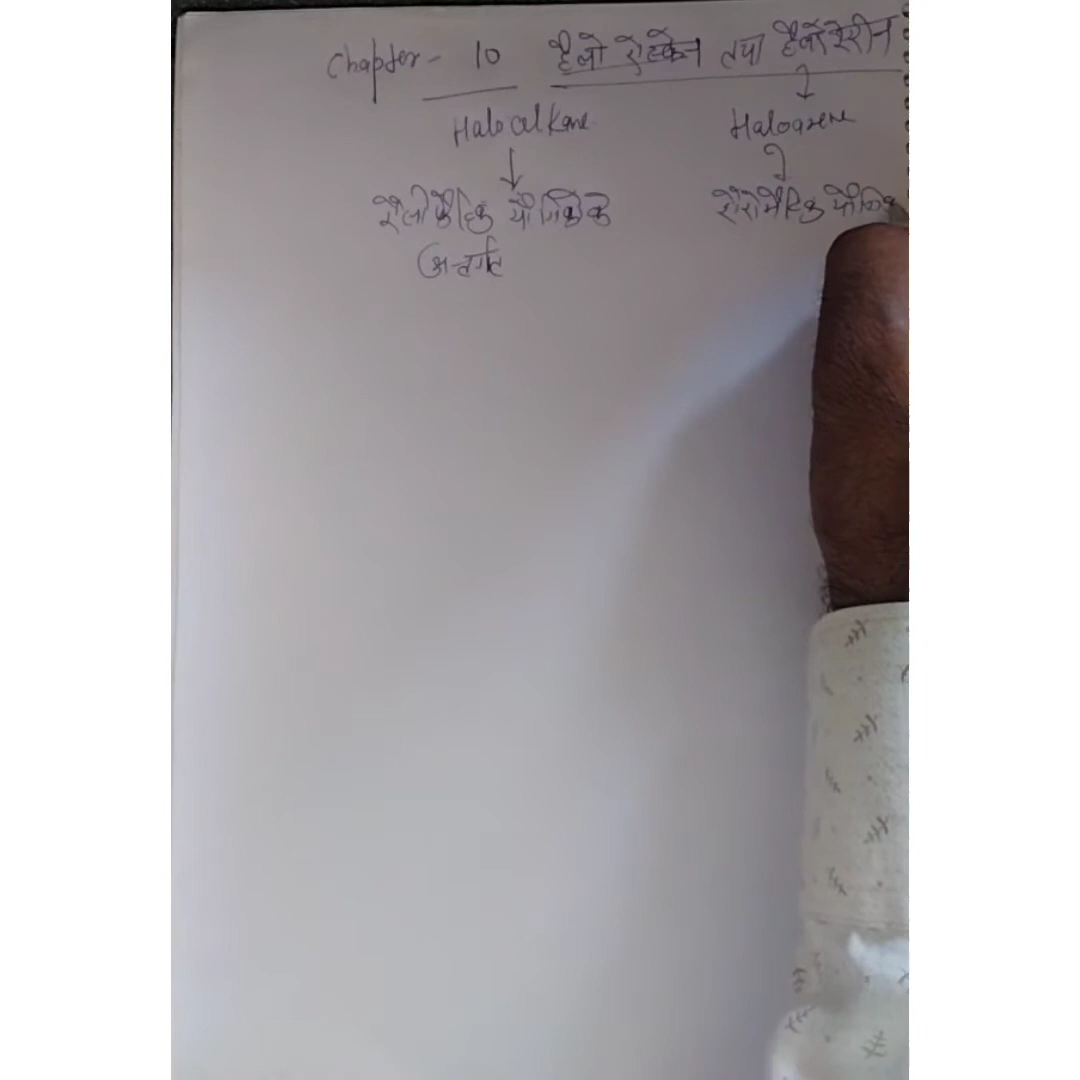 Chapter - 10 हैलो ऐल्केन तथा हैलोऐरीन
Haloalkane Haloarene
ऐलीफैटिक यौगिकों के ऐरोमैटिक यौगिक
अन्तर्गत